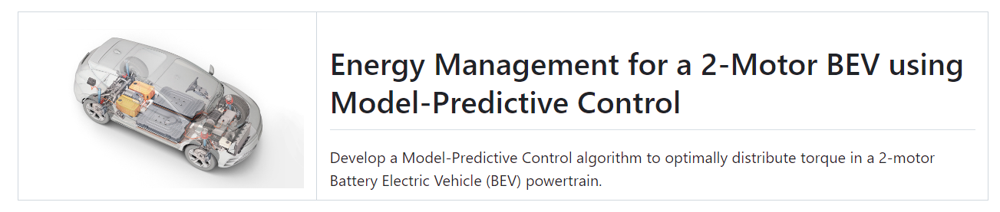 Energy Management for a 2-Motor BEV using
Model-Predictive Control
Develop a Model-Predictive Control algorithm to optimally distribute torque in a 2-motor
Battery Electric Vehicle (BEV) powertrain.